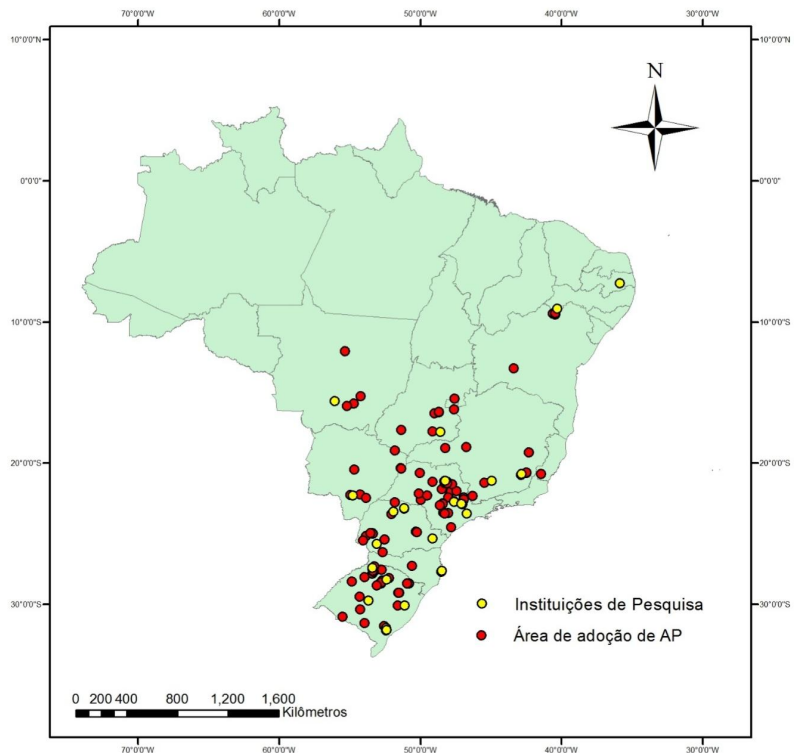 70°0'0"W 60°0'0"W 50°0'0"W 40°0'0"W 30°0'0"W
10°0'0"N 10°0'0"N
N
0°0'0" 0°0'0"
10°0'0"S 10°0'0"S
20°0'0"S 20°0'0"S
30°0'0"S 30°0'0"S
Instituições de Pesquisa
Área de adoção de AP
0 200 400 800 1,200 1,600
Kilômetros
70°0'0"W 60°0'0"W 50°0'0"W 40°0'0"W 30°0'0"W